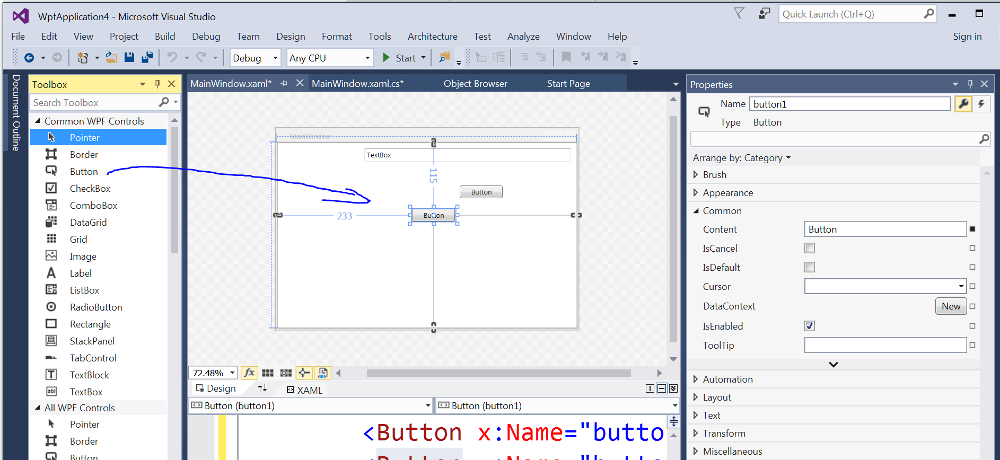 WpfApplication4 - Microsoft Visual Studio
Quick Launch (Ctrl+Q)
File Edit View Project Build Debug Team Design Format Tools Architecture Test Analyze Window Help
Sign in
Debug Any CPU Start
Document Outline
Toolbox
Search Toolbox
Common WPF Controls
Pointer
Border
Button
CheckBox
ComboBox
DataGrid
Grid
Image
Label
ListBox
RadioButton
Rectangle
StackPanel
TabControl
TextBlock
TextBox
All WPF Controls
Pointer
Border
Button
MainWindow.xaml* MainWindow.xaml.cs* Object Browser Start Page
MainWindow
TextBox
115
Button
233
Button
72.48%
Design XAML
Button (button1) Button (button1)
<Button x:Name="butto
<Button x:Name="butto
Properties
Name button1
Type Button
Arrange by: Category
Brush
Appearance
Common
Content Button
IsCancel
IsDefault
Cursor
DataContext New
IsEnabled
ToolTip
Automation
Layout
Text
Transform
Miscellaneous